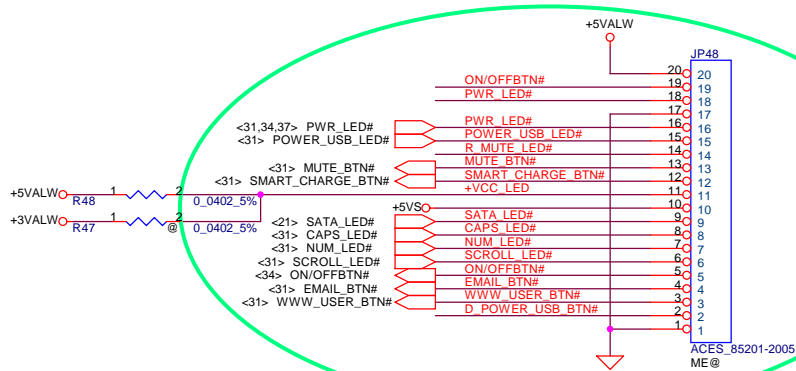 +5VALW
JP48
ON/OFFBTN# 20 20
PWR_LED# 19 19
18 18
17 17
<31,34,37> PWR_LED# PWR_LED# 16 16
<31> POWER_USB_LED# POWER_USB_LED# 15 15
R_MUTE_LED# 14 14
<31> MUTE_BTN# MUTE_BTN# 13 13
<31> SMART_CHARGE_BTN# SMART_CHARGE_BTN# 12 12
+5VALW R48 1 2 0_0402_5% +VCC_LED 11 11
+5VS 10 10
+3VALW R47 1 2 @ 0_0402_5%
<21> SATA_LED# SATA_LED# 9 9
<31> CAPS_LED# CAPS_LED# 8 8
<31> NUM_LED# NUM_LED# 7 7
<31> SCROLL_LED# SCROLL_LED# 6 6
<34> ON/OFFBTN# ON/OFFBTN# 5 5
<31> EMAIL_BTN# EMAIL_BTN# 4 4
<31> WWW_USER_BTN# WWW_USER_BTN# 3 3
D_POWER_USB_BTN# 2 2
1 1
ACES_85201-2005
ME@